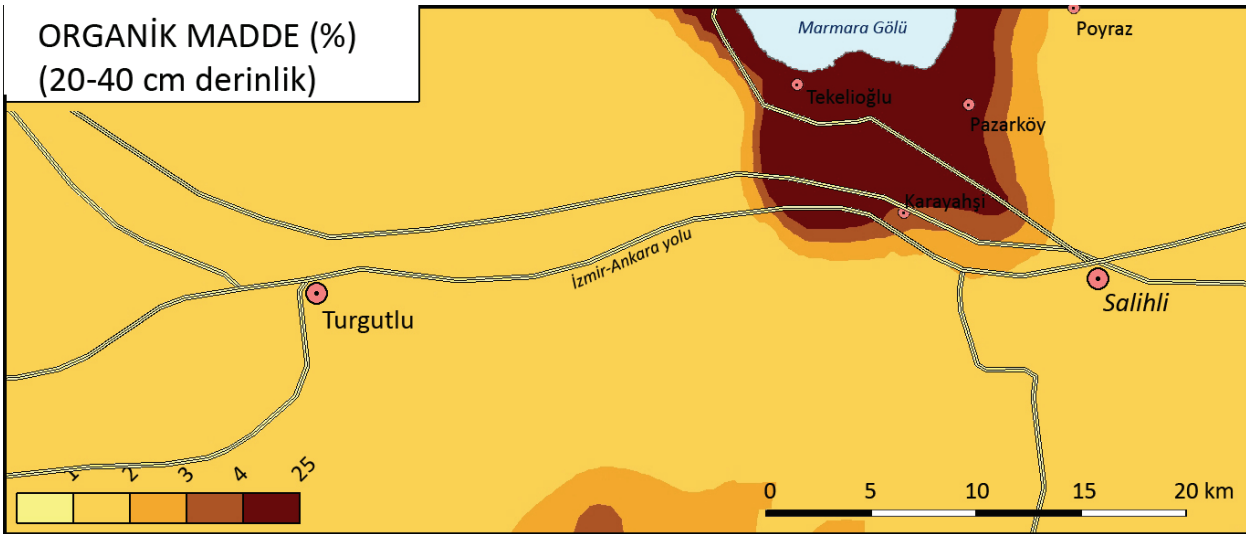 ORGANİK MADDE (%)
(20-40 cm derinlik)
Marmara Gölü
Poyraz
Tekelioğlu
Pazarköy
Karayahşi
İzmir-Ankara yolu
Salihli
Turgutlu
1 2 3 4 25
0 5 10 15 20 km